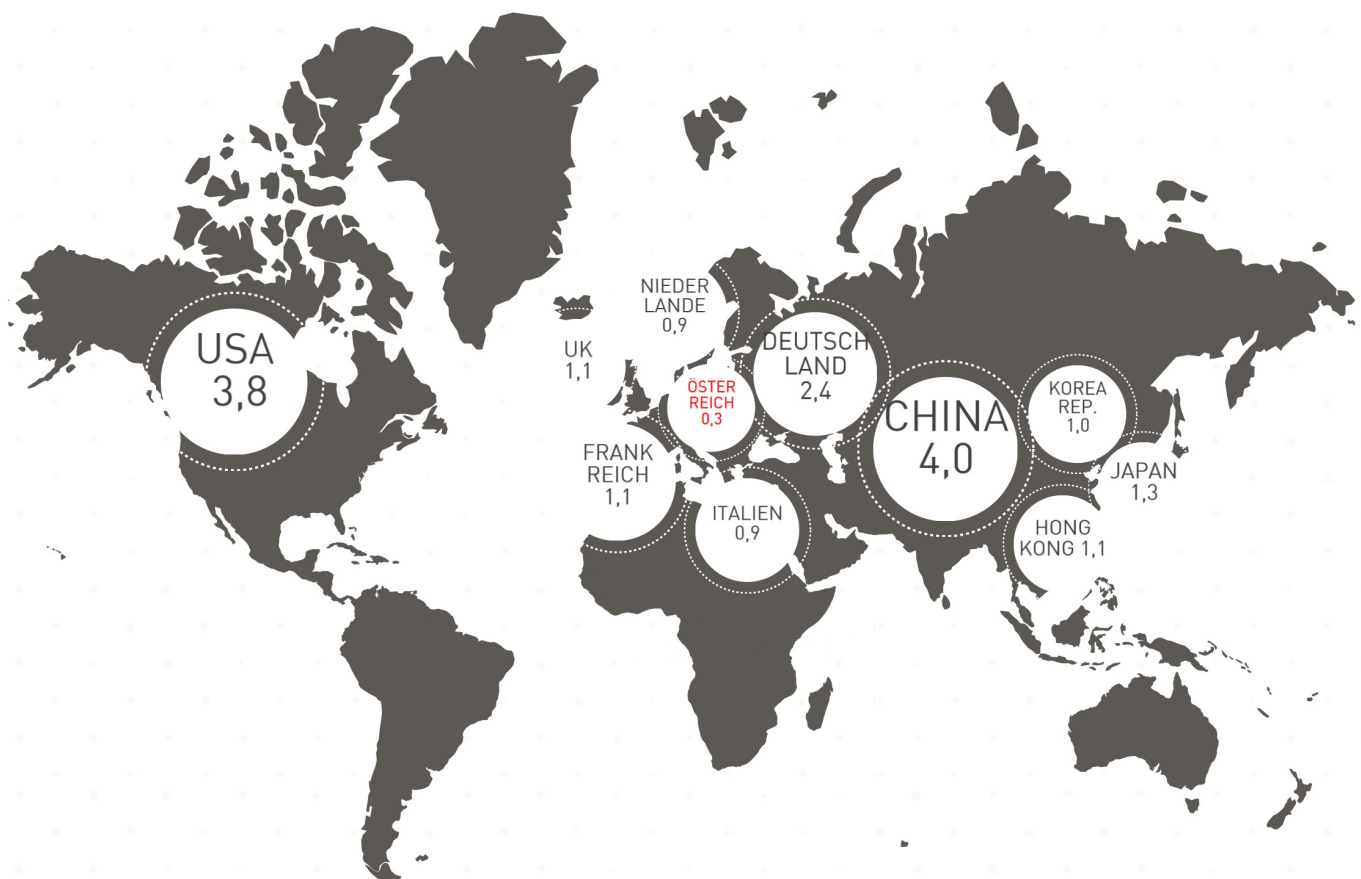 USA
3,8
NIEDER
LANDE
0,9
UK
1,1
DEUTSCH
LAND
2,4
ÖSTER
REICH
0,3
FRANK
REICH
1,1
ITALIEN
0,9
CHINA
4,0
KOREA
REP.
1,0
JAPAN
1,3
HONG
KONG 1,1